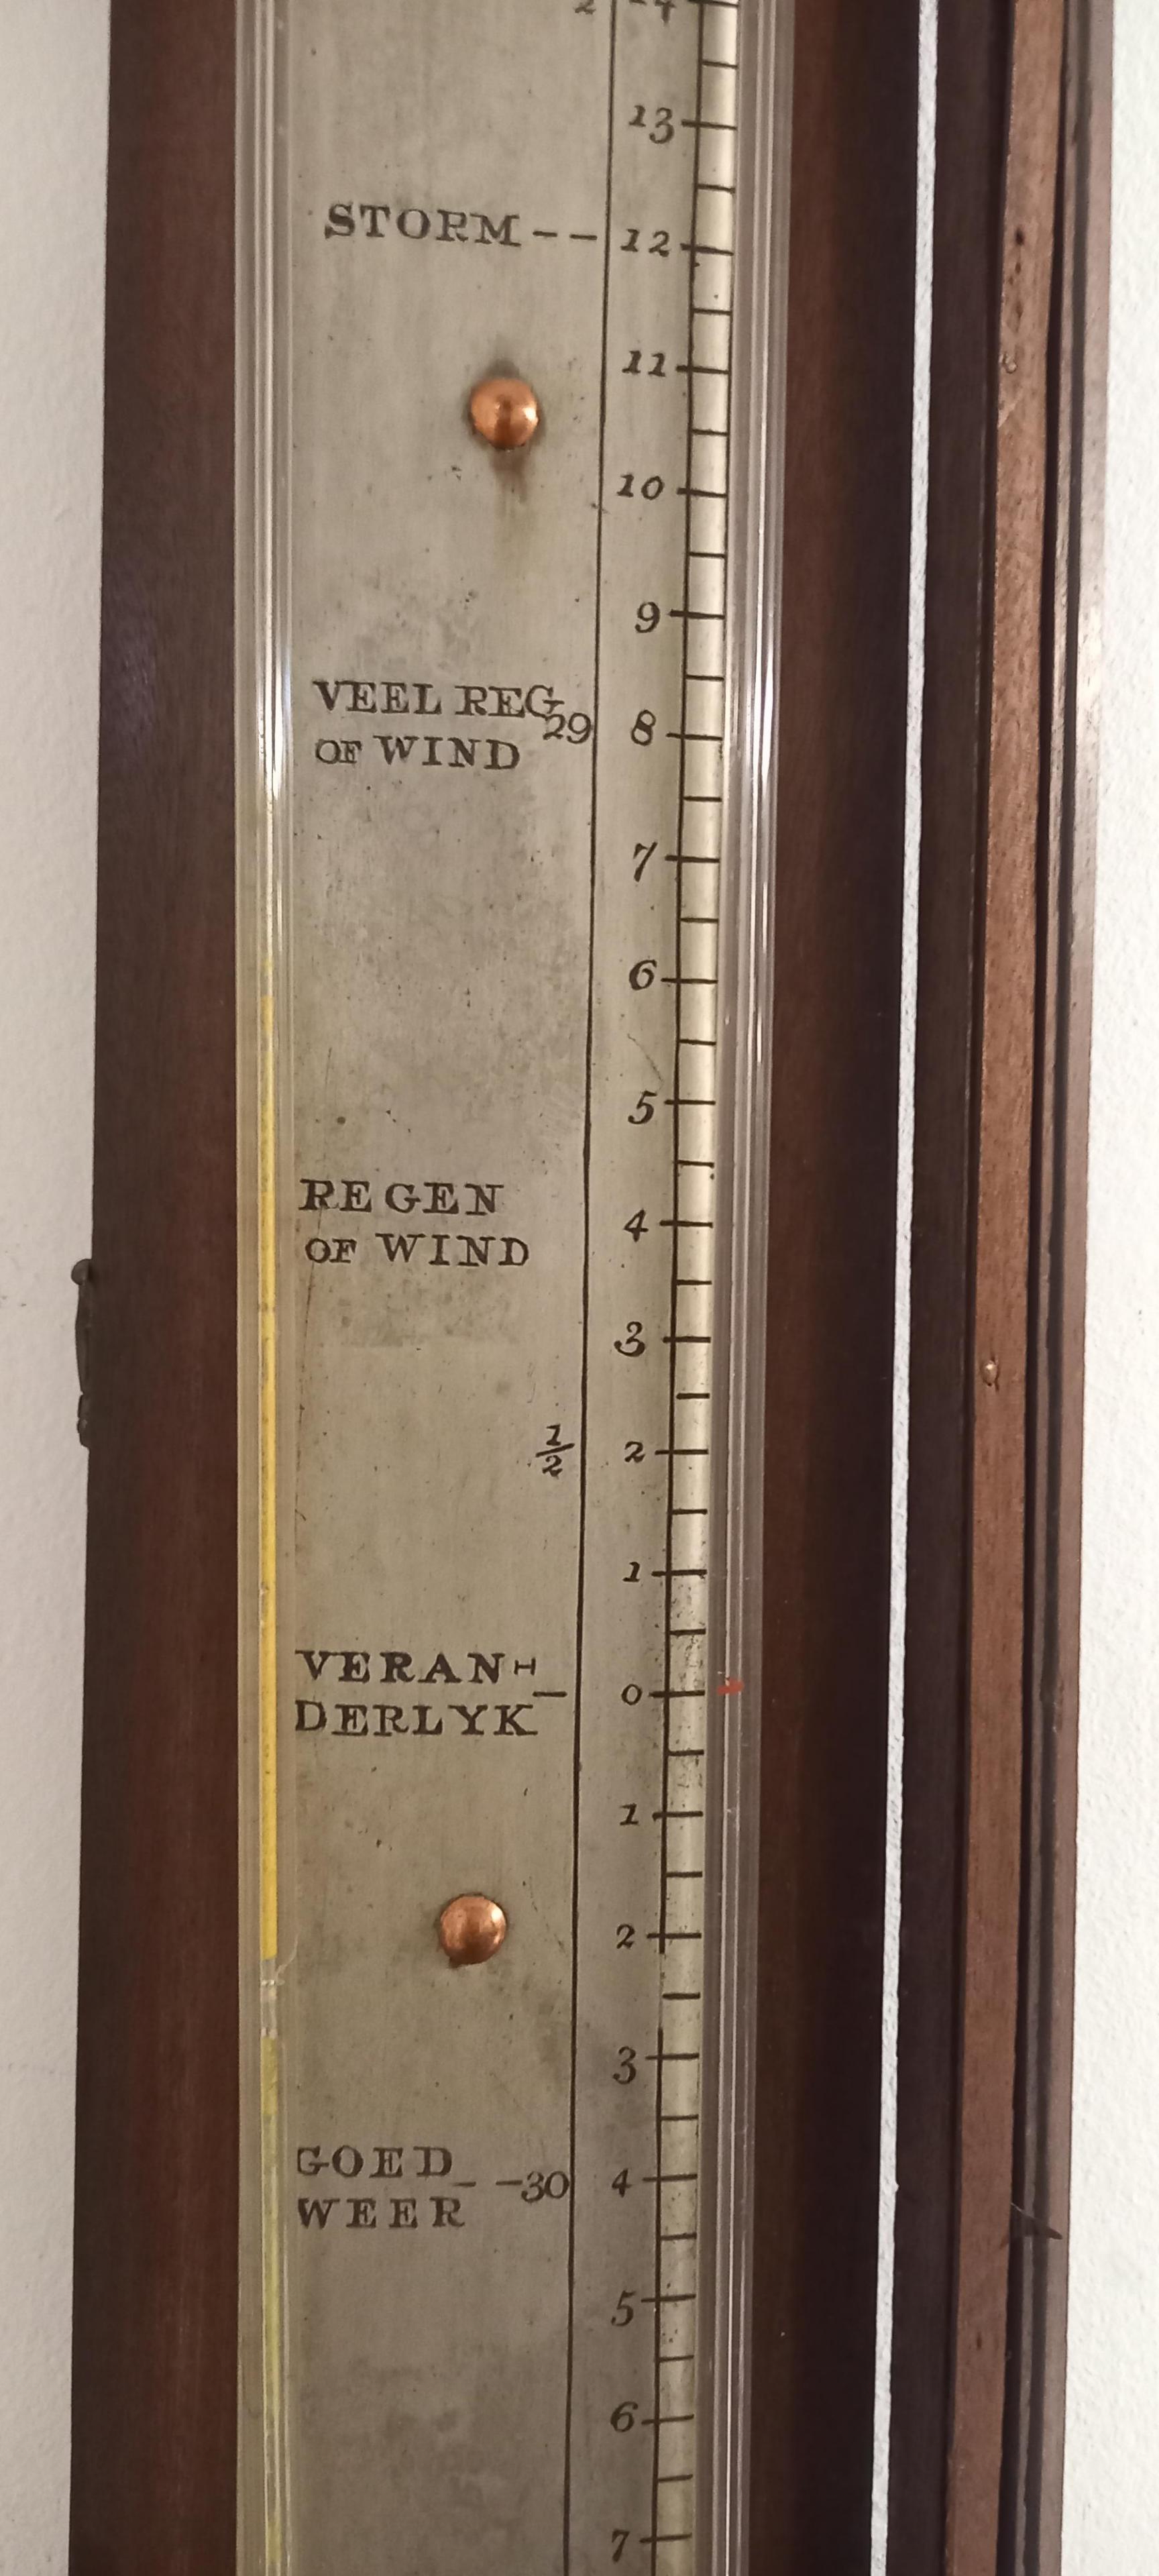 13
STORM -- 12
11
10
9
VEEL REG
29 8
OF WIND
7
6
5
REGEN
4
OF WIND
3
1/2 2
1
VERAN
- 0
DERLYK
1
2
3
GOED
-- 30 4
WEER
5
6
7